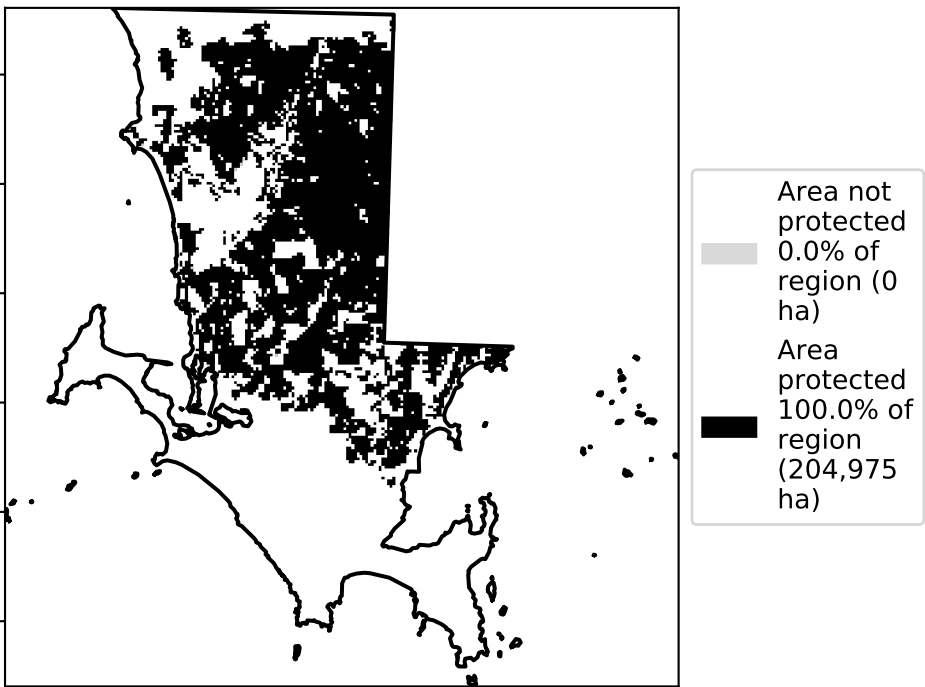 Area not
protected
0.0% of
region (0
ha)
Area
protected
100.0% of
region
(204,975
ha)